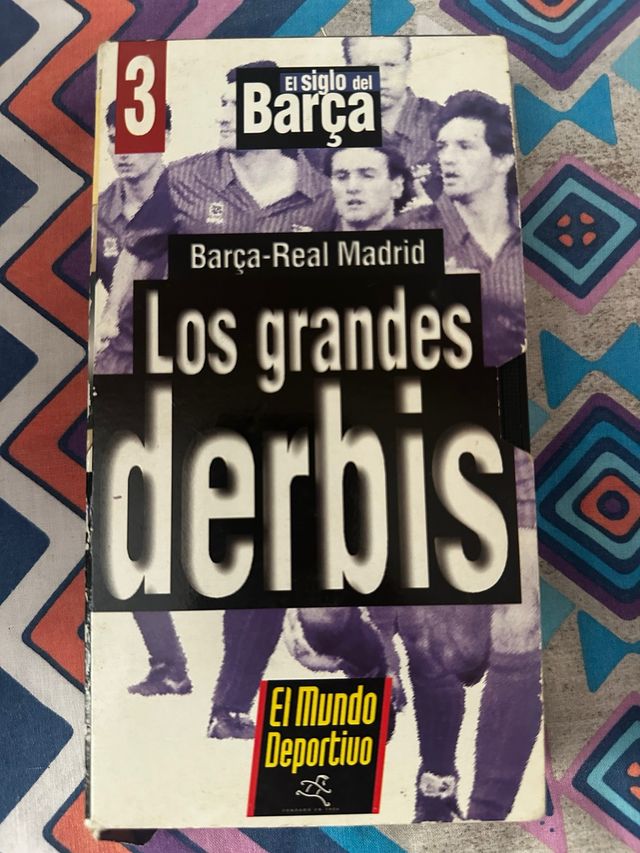 3
El siglo del
Barça
Barça-Real Madrid
Los grandes
derbis
El Mundo
Deportivo